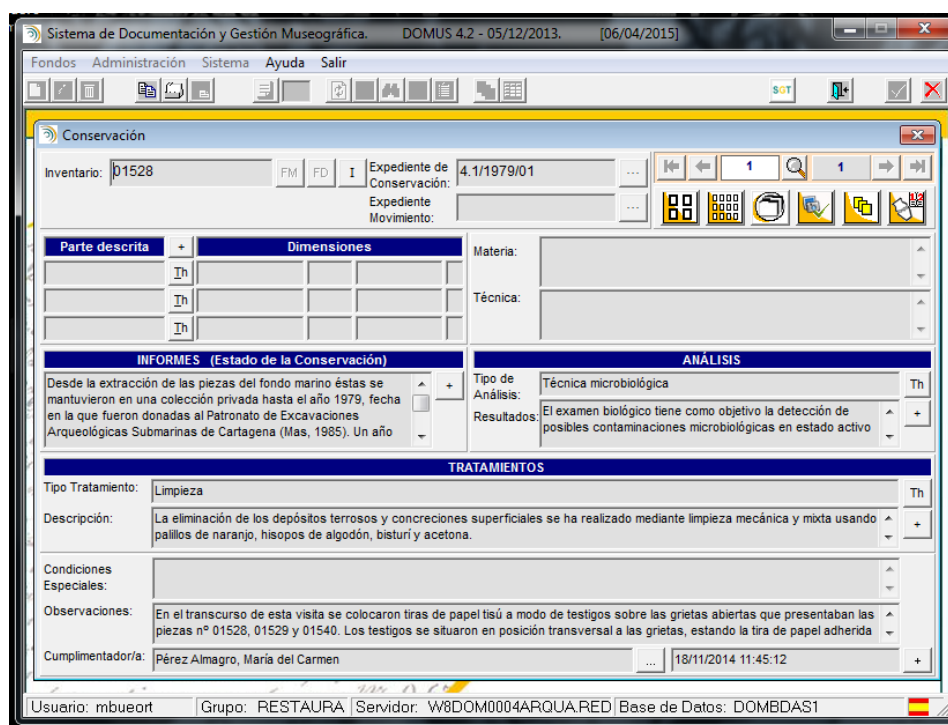 Sistema de Documentación y Gestión Museográfica. DOMUS 4.2 - 05/12/2013. [06/04/2015]
Fondos Administración Sistema Ayuda Salir
SGT
Conservación
Inventario: 01528 FM FD I Expediente de Conservación: 4.1/1979/01 ... 1 1
Expediente Movimiento: ...
Parte descrita + Dimensiones
Th
Th
Th
Materia:
Técnica:
INFORMES (Estado de la Conservación)
Desde la extracción de las piezas del fondo marino éstas se
mantuvieron en una colección privada hasta el año 1979, fecha
en la que fueron donadas al Patronato de Excavaciones
Arqueológicas Submarinas de Cartagena (Mas, 1985). Un año
+
ANÁLISIS
Tipo de Análisis: Técnica microbiológica Th
Resultados: El examen biológico tiene como objetivo la detección de
posibles contaminaciones microbiológicas en estado activo
+
TRATAMIENTOS
Tipo Tratamiento: Limpieza Th
Descripción: La eliminación de los depósitos terrosos y concreciones superficiales se ha realizado mediante limpieza mecánica y mixta usando
palillos de naranjo, hisopos de algodón, bisturí y acetona.
+
Condiciones Especiales:
Observaciones: En el transcurso de esta visita se colocaron tiras de papel tisú a modo de testigos sobre las grietas abiertas que presentaban las
piezas nº 01528, 01529 y 01540. Los testigos se situaron en posición transversal a las grietas, estando la tira de papel adherida
Cumplimentador/a: Pérez Almagro, María del Carmen ... 18/11/2014 11:45:12 +
Usuario: mbueort Grupo: RESTAURA Servidor: W8DOM0004ARQUA.RED Base de Datos: DOMBDAS1